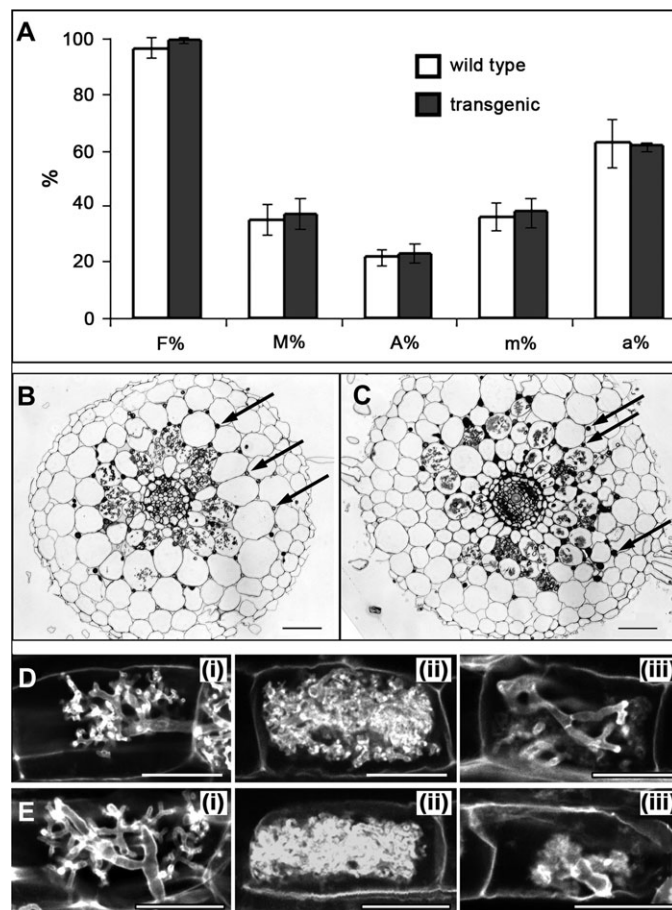 A
100
80
60
40
20
0
%
wild type
transgenic
F% M% A% m% a%
B C
D (i) (ii) (iii)
E (i) (ii) (iii)